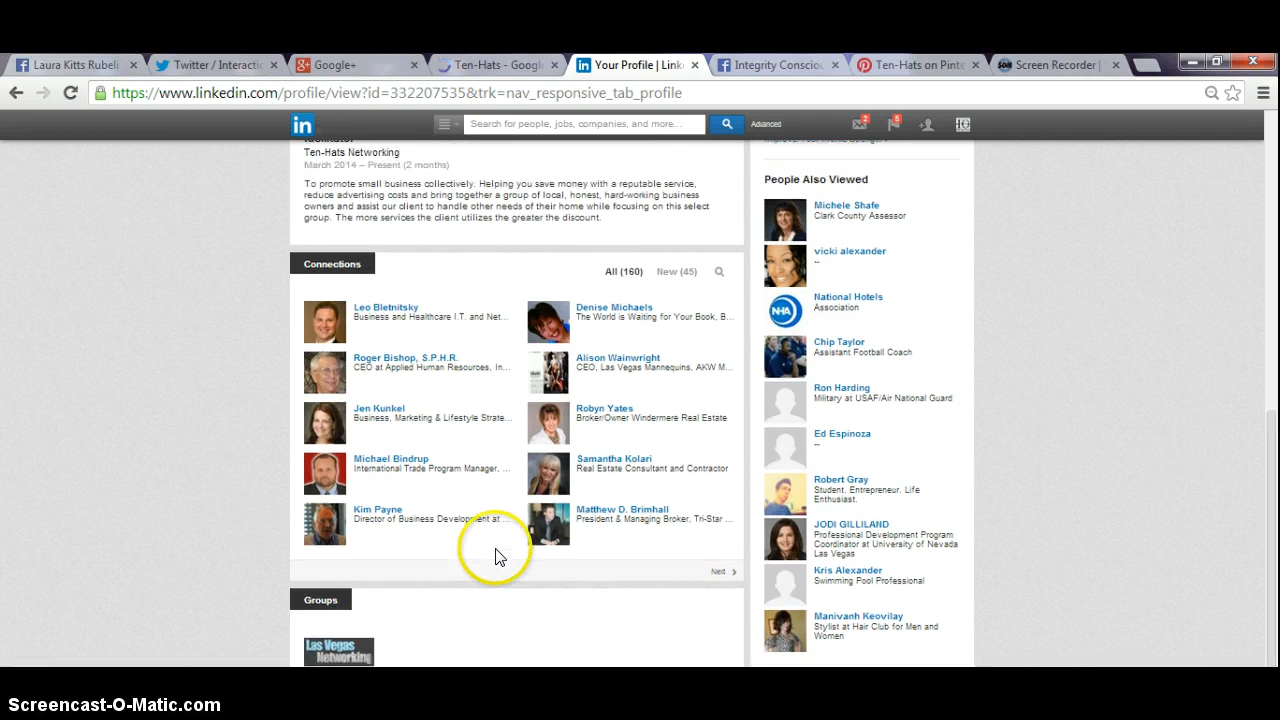 Laura Kitts Rubeli
Twitter / Interactio
Google+
Ten-Hats - Google
Your Profile | Linke
Integrity Consciou
Ten-Hats on Pinte
Screen Recorder |
https://www.linkedin.com/profile/view?id=332207535&trk=nav_responsive_tab_profile
in
Search for people, jobs, companies, and more...
Advanced
2
Ten-Hats Networking
March 2014 – Present (2 months)
To promote small business collectively. Helping you save money with a reputable service,
reduce advertising costs and bring together a group of local, honest, hard-working business
owners and assist our client to handle other needs of their home while focusing on this select
group. The more services the client utilizes the greater the discount.
Connections
All (160) New (45)
Leo Bletnitsky
Business and Healthcare I.T. and Net...
Denise Michaels
The World is Waiting for Your Book, B...
Roger Bishop, S.P.H.R.
CEO at Applied Human Resources, In...
Alison Wainwright
CEO, Las Vegas Mannequins, AKW M...
Jen Kunkel
Business, Marketing & Lifestyle Strate...
Robyn Yates
Broker/Owner Windermere Real Estate
Michael Bindrup
International Trade Program Manager, ...
Samantha Kolari
Real Estate Consultant and Contractor
Kim Payne
Director of Business Development at ...
Matthew D. Brimhall
President & Managing Broker, Tri-Star ...
Next
Groups
Las Vegas
Networking
People Also Viewed
Michele Shafe
Clark County Assessor
vicki alexander
--
National Hotels
Association
NHA
Chip Taylor
Assistant Football Coach
Ron Harding
Military at USAF/Air National Guard
Ed Espinoza
--
Robert Gray
Student. Entrepreneur. Life
Enthusiast.
JODI GILLILAND
Professional Development Program
Coordinator at University of Nevada
Las Vegas
Kris Alexander
Swimming Pool Professional
Manivanh Keovilay
Stylist at Hair Club for Men and
Women
Screencast-O-Matic.com